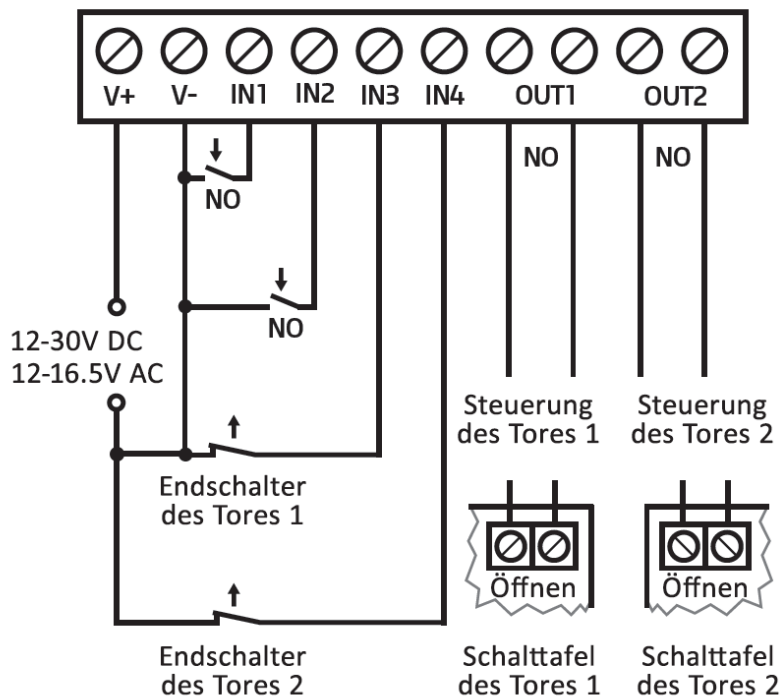 V+ V- IN1 IN2 IN3 IN4 OUT1 OUT2
NO NO
NO
NO
12-30V DC
12-16.5V AC
Steuerung
des Tores 1
Steuerung
des Tores 2
Endschalter
des Tores 1
Öffnen
Öffnen
Endschalter
des Tores 2
Schalttafel
des Tores 1
Schalttafel
des Tores 2